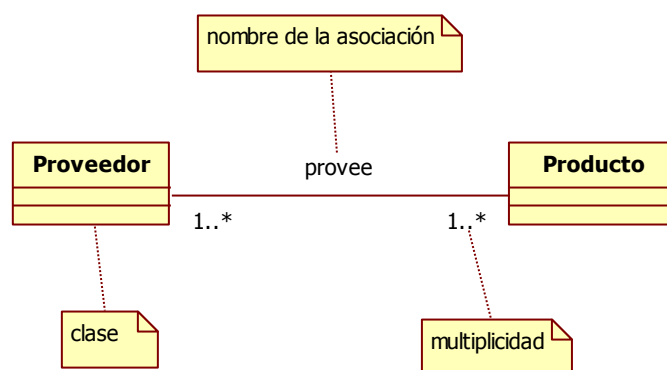 nombre de la asociación
Proveedor
provee
Producto
1..*
1..*
clase
multiplicidad